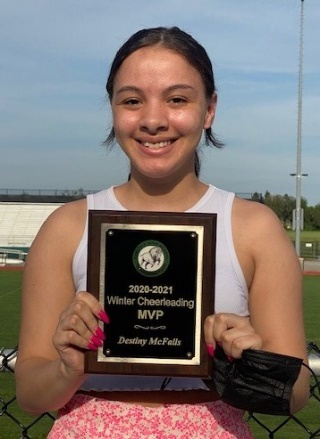 2020-2021
Winter Cheerleading
MVP
Destiny McFalls